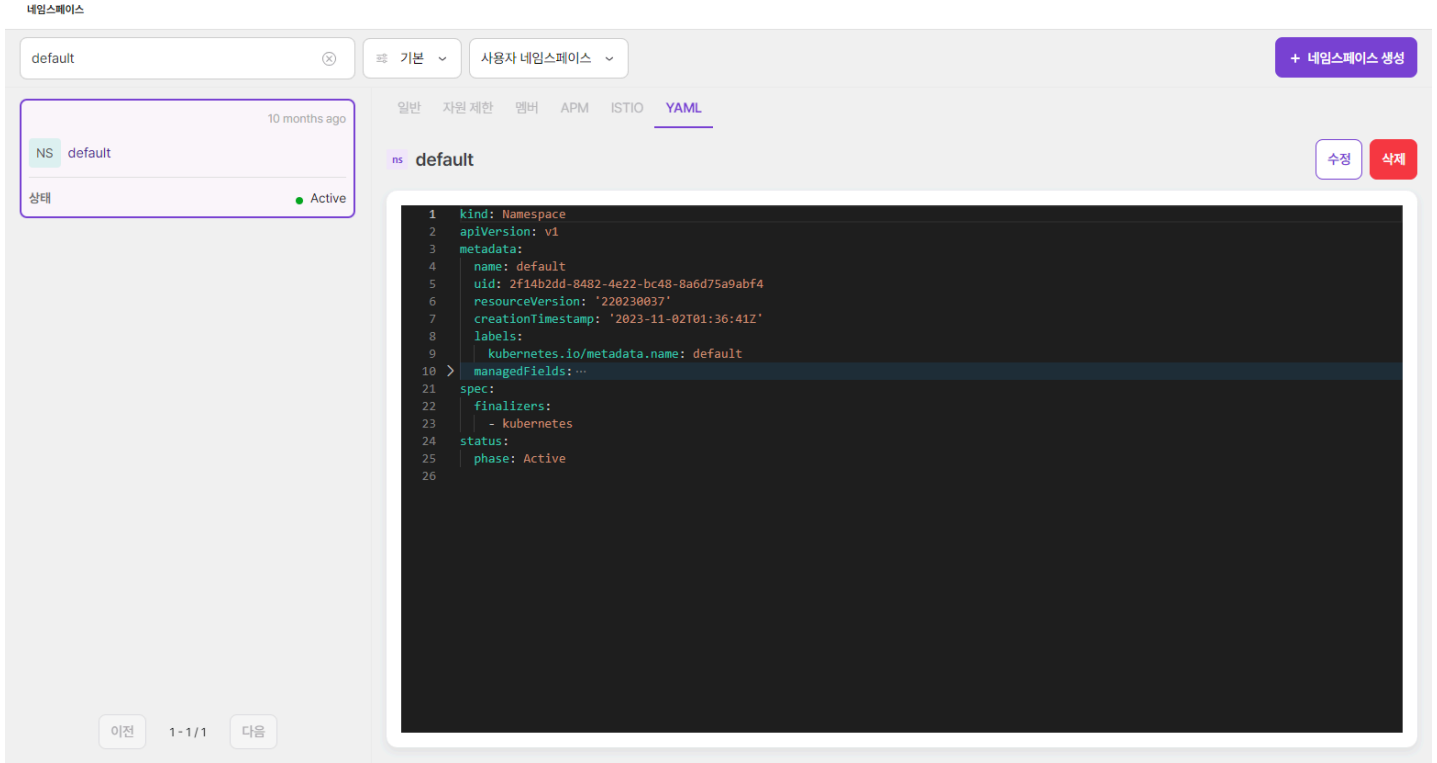 네임스페이스
default
기본
사용자 네임스페이스
+ 네임스페이스 생성
10 months ago
NS default
상태 Active
이전 1 - 1 / 1 다음
일반 자원 제한 멤버 APM ISTIO YAML
ns default
수정 삭제
1 kind: Namespace
2 apiVersion: v1
3 metadata:
4 name: default
5 uid: 2f14b2dd-8482-4e22-bc48-8a6d75a9abf4
6 resourceVersion: '220230037'
7 creationTimestamp: '2023-11-02T01:36:41Z'
8 labels:
9 kubernetes.io/metadata.name: default
10 managedFields: ⋯
21 spec:
22 finalizers:
23 - kubernetes
24 status:
25 phase: Active
26